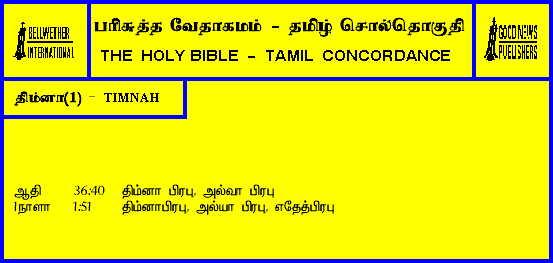 BELLWETHER
INTERNATIONAL
பரிசுத்த வேதாகமம் - தமிழ் சொல்தொகுதி
THE HOLY BIBLE - TAMIL CONCORDANCE
GOOD NEWS
PUBLISHERS
திம்னா(1) - TIMNAH
ஆதி 36:40 திம்னா பிரபு, அல்வா பிரபு
1நாளா 1:51 திம்னாபிரபு, அல்யா பிரபு, எதேத்பிரபு